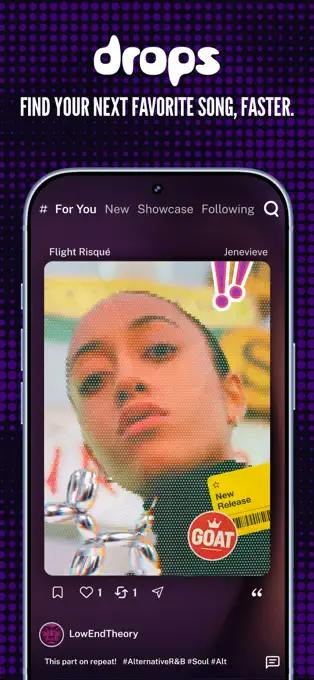 drops
FIND YOUR NEXT FAVORITE SONG, FASTER.
# For You New Showcase Following
Flight Risqué Jenevieve
New
Release
GOAT
1 1
LowEndTheory
This part on repeat! #AlternativeR&B #Soul #Alt